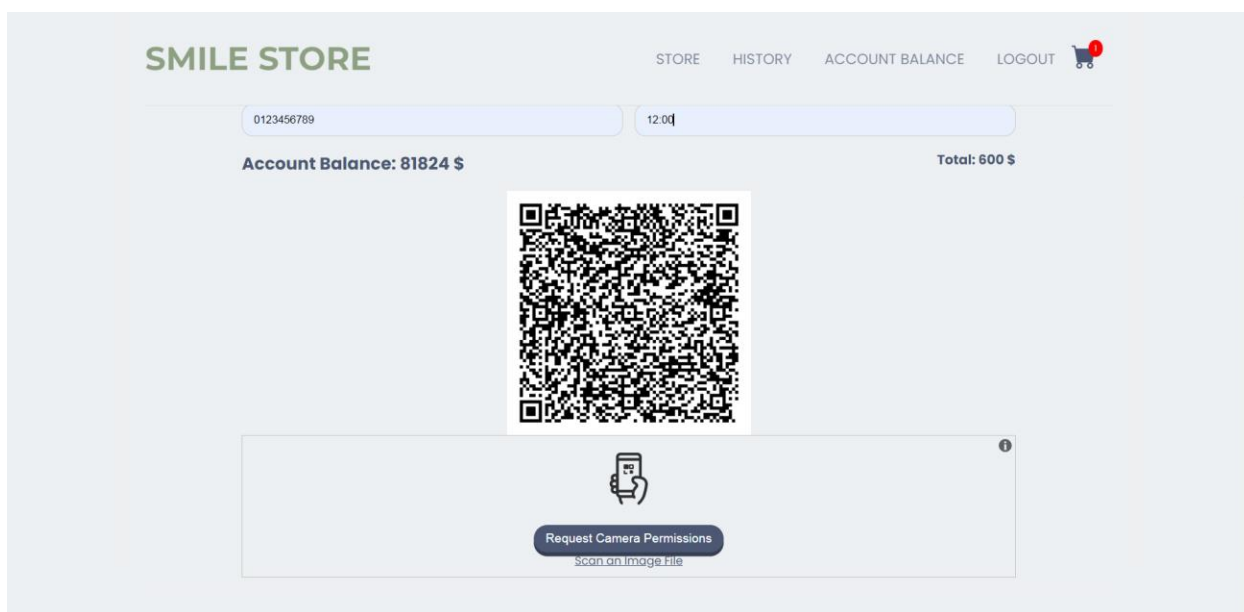 SMILE STORE
STORE HISTORY ACCOUNT BALANCE LOGOUT 1
0123456789 12:00
Account Balance: 81824 $ Total: 600 $
Request Camera Permissions
Scan an Image File